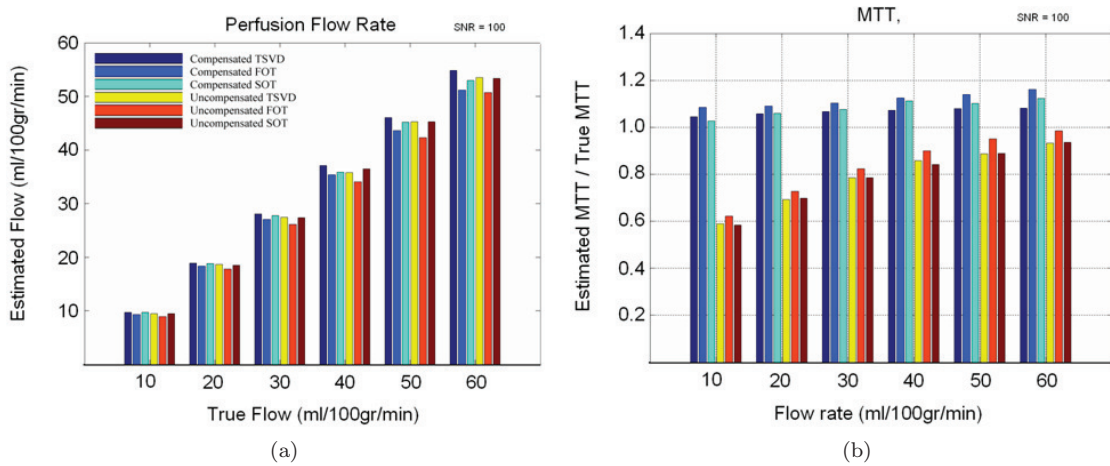 Perfusion Flow Rate
SNR = 100
60
50
40
30
20
10
Estimated Flow (ml/100gr/min)
Compensated TSVD
Compensated FOT
Compensated SOT
Uncompensated TSVD
Uncompensated FOT
Uncompensated SOT
10 20 30 40 50 60
True Flow (ml/100gr/min)
(a)
MTT,
SNR = 100
1.4
1.2
1.0
0.8
0.6
0.4
0.2
Estimated MTT / True MTT
10 20 30 40 50 60
Flow rate (ml/100gr/min)
(b)